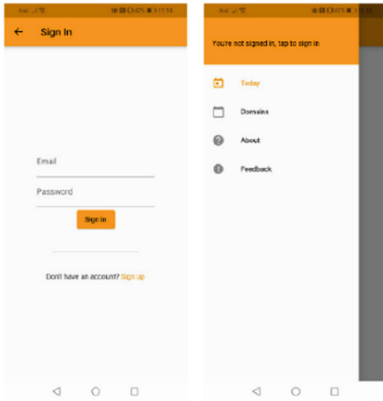 Sign In
Email
Password
Sign in
Don't have an account? Sign up
You're not signed in, tap to sign in
Today
Domains
About
Feedback